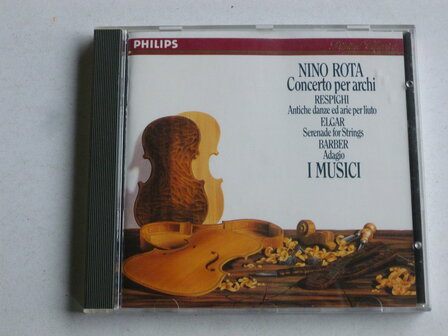 PHILIPS
NINO ROTA
Concerto per archi
RESPIGHI
Antiche danze ed arie per liuto
ELGAR
Serenade for Strings
BARBER
Adagio
I MUSICI